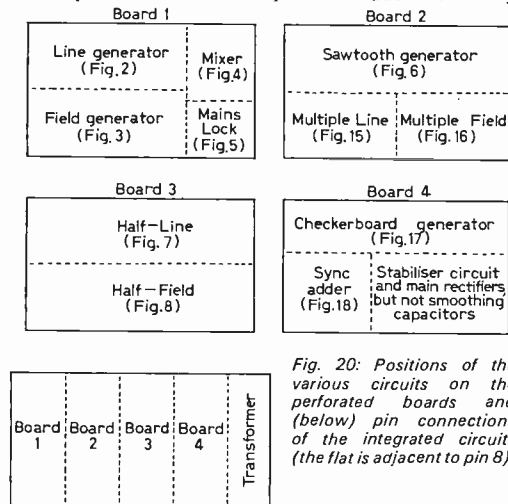 Board 1
Line generator
(Fig.2)
Mixer
(Fig.4)
Field generator
(Fig.3)
Mains
Lock
(Fig.5)
Board 2
Sawtooth generator
(Fig.6)
Multiple Line
(Fig.15)
Multiple Field
(Fig.16)
Board 3
Half-Line
(Fig.7)
Half-Field
(Fig.8)
Board 4
Checkerboard generator
(Fig.17)
Sync
adder
(Fig.18)
Stabiliser circuit
and main rectifiers
but not smoothing
capacitors
Board
1
Board
2
Board
3
Board
4
Transformer
Fig. 20: Positions of the
various circuits on the
perforated boards and
(below) pin connection
of the integrated circuit
(the flat is adjacent to pin 8)